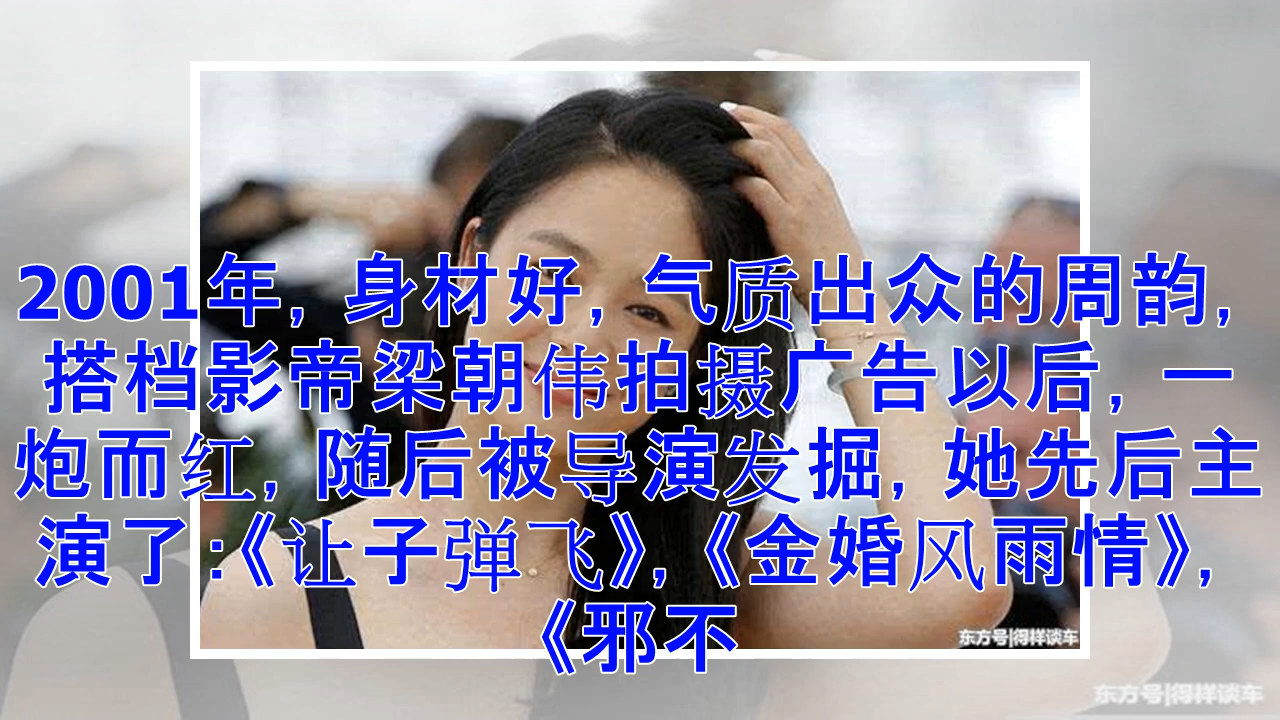 2001年, 身材好, 气质出众的周韵,
搭档影帝梁朝伟拍摄广告以后, 一
炮而红, 随后被导演发掘, 她先后主
演了:《让子弹飞》,《金婚风雨情》,
《邪不
东方号|得样谈车
东方号|得样谈车